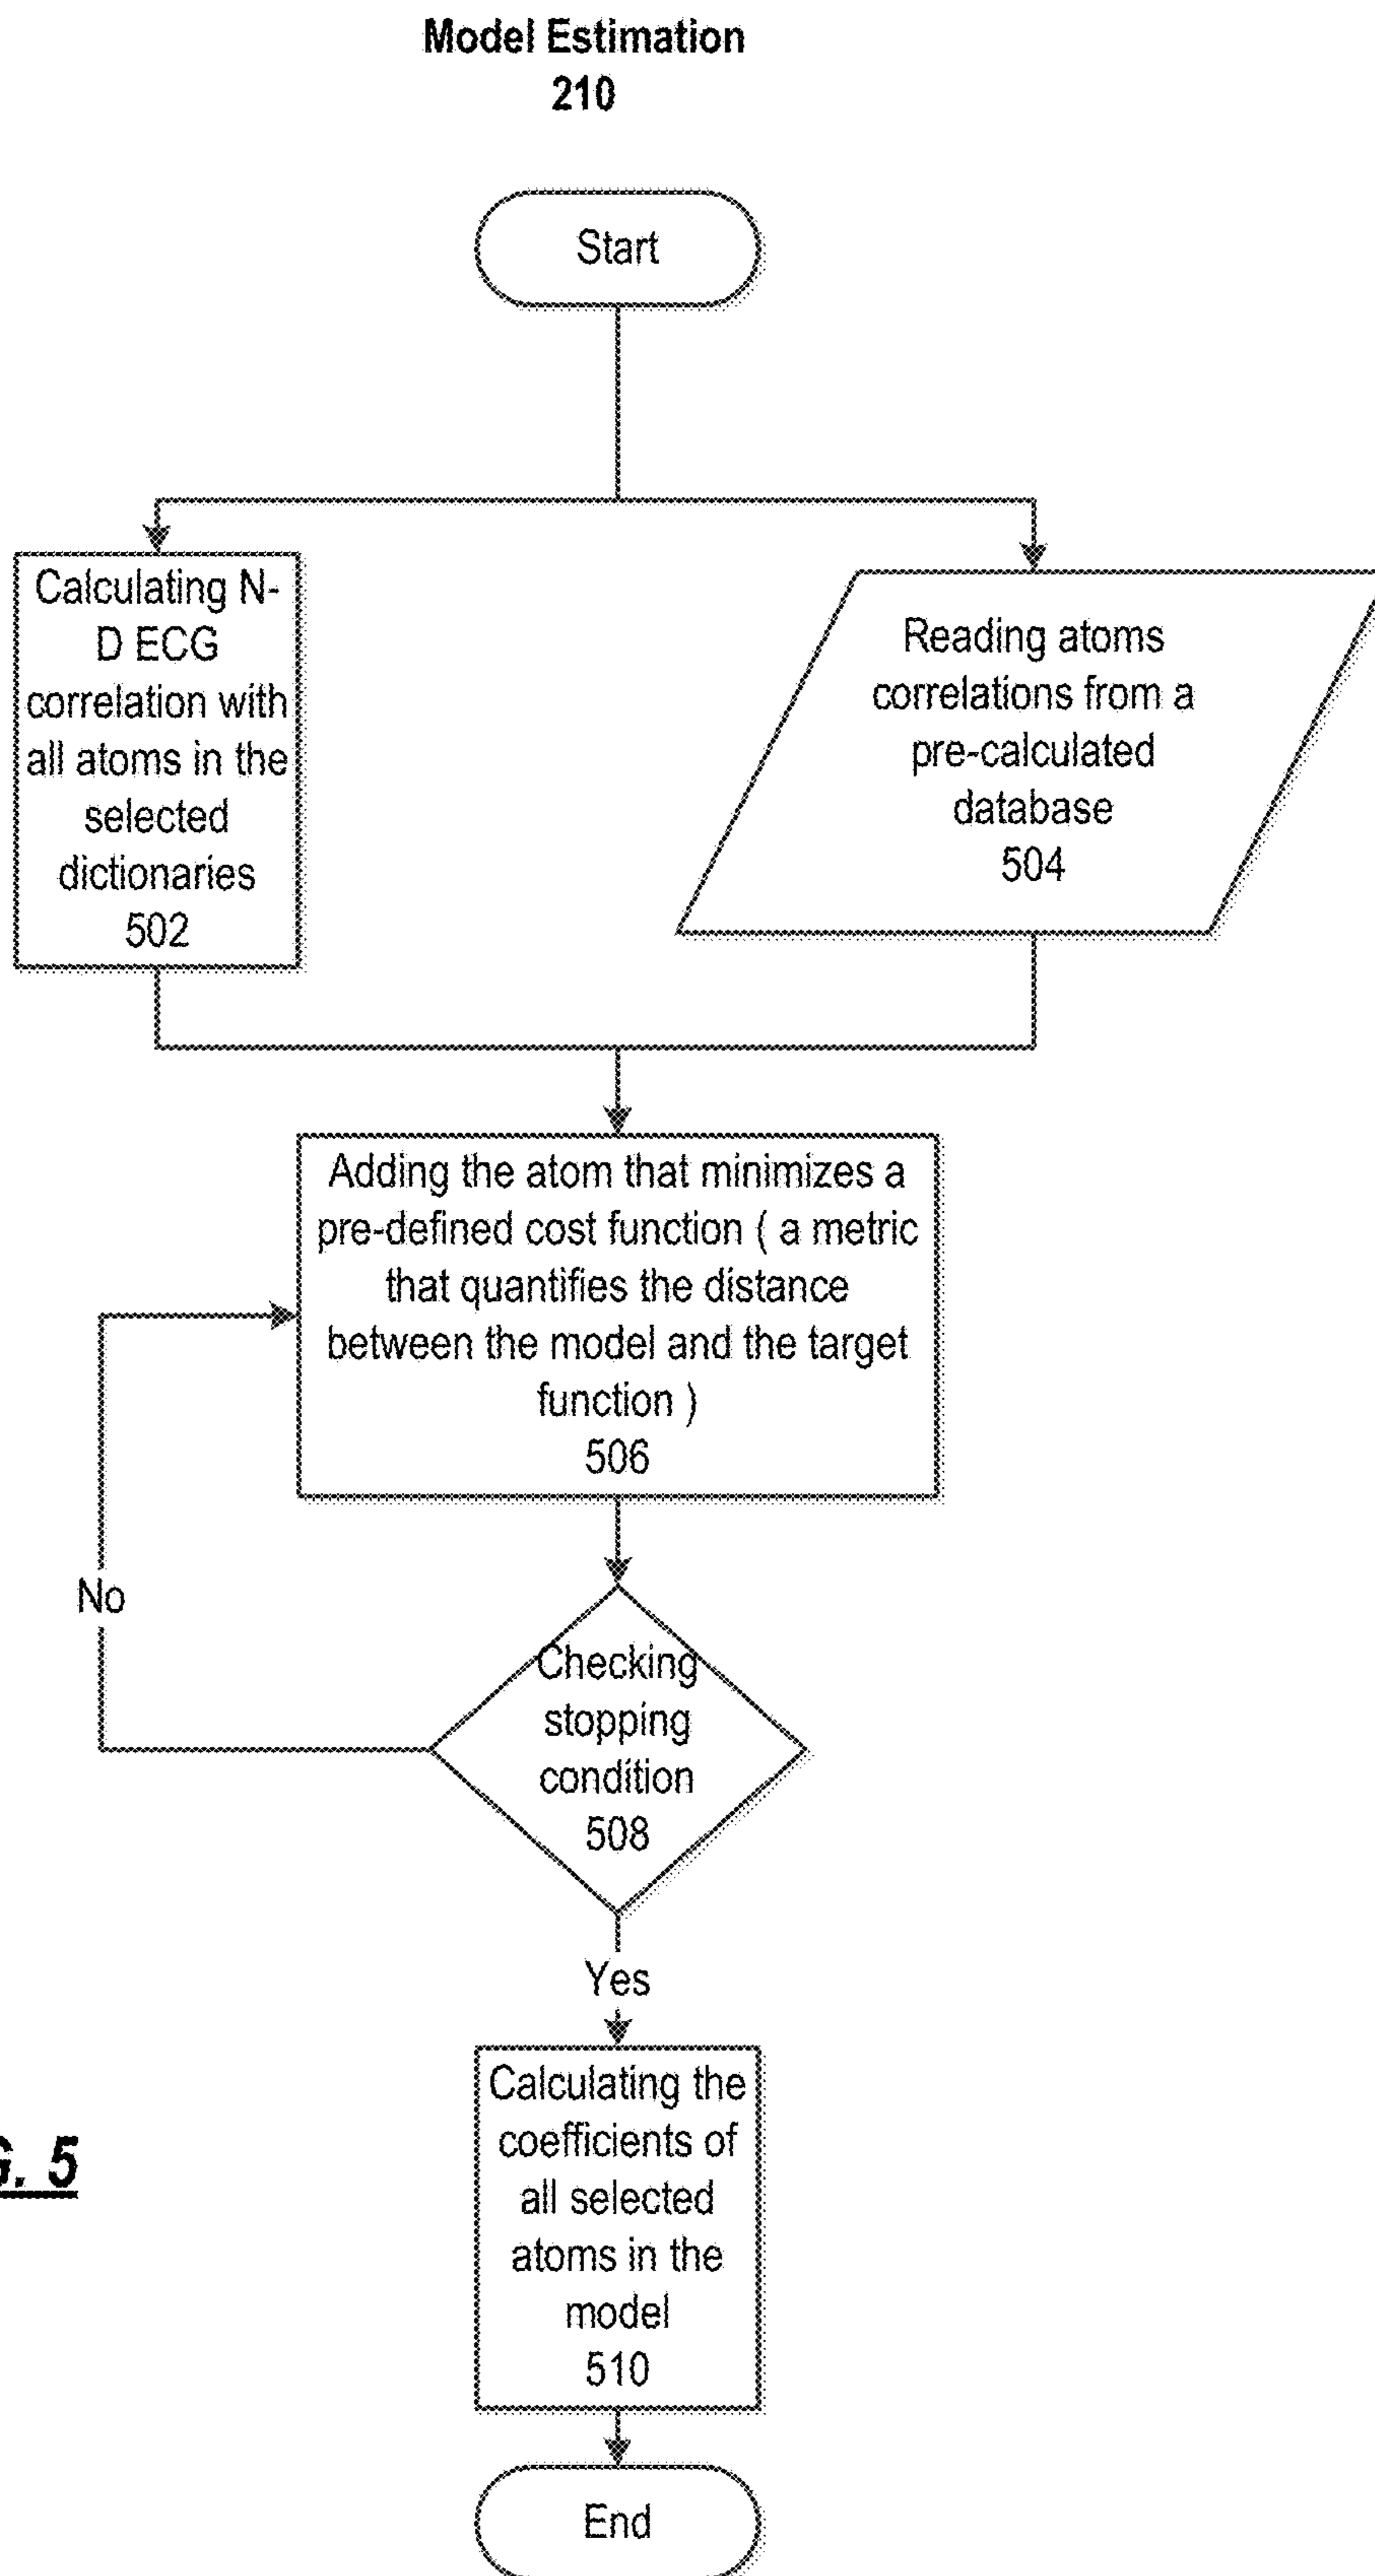 Model Estimation
210
Start
Calculating N-
D ECG
correlation with
all atoms in the
selected
dictionaries
502
Reading atoms
correlations from a
pre-calculated
database
504
Adding the atom that minimizes a
pre-defined cost function ( a metric
that quantifies the distance
between the model and the target
function )
506
No
Checking
stopping
condition
508
Yes
Calculating the
coefficients of
all selected
atoms in the
model
510
G. 5
End